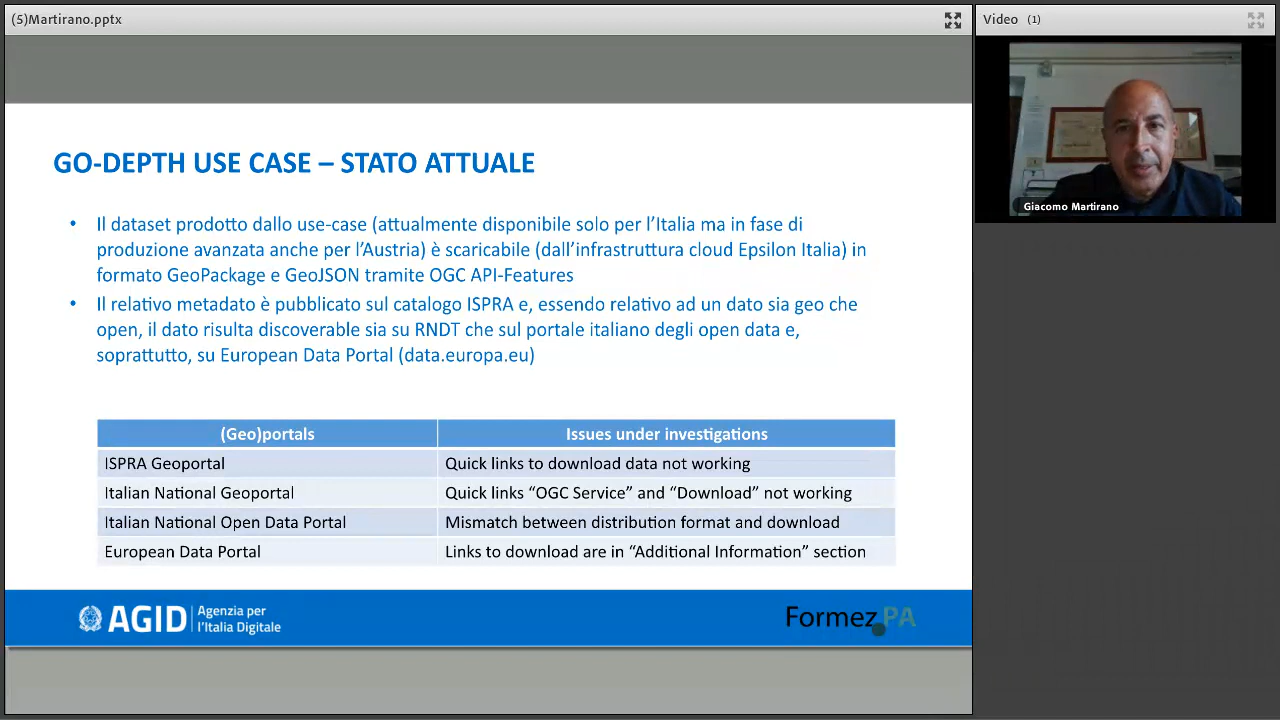 (5)Martirano.pptx
Video (1)
GO-DEPTH USE CASE – STATO ATTUALE
• Il dataset prodotto dallo use-case (attualmente disponibile solo per l’Italia ma in fase di
produzione avanzata anche per l’Austria) è scaricabile (dall’infrastruttura cloud Epsilon Italia) in
formato GeoPackage e GeoJSON tramite OGC API-Features
• Il relativo metadato è pubblicato sul catalogo ISPRA e, essendo relativo ad un dato sia geo che
open, il dato risulta discoverable sia su RNDT che sul portale italiano degli open data e,
soprattutto, su European Data Portal (data.europa.eu)
(Geo)portals Issues under investigations
ISPRA Geoportal Quick links to download data not working
Italian National Geoportal Quick links “OGC Service” and “Download” not working
Italian National Open Data Portal Mismatch between distribution format and download
European Data Portal Links to download are in “Additional Information” section
AGID Agenzia per
l’Italia Digitale
Formez PA
Giacomo Martirano